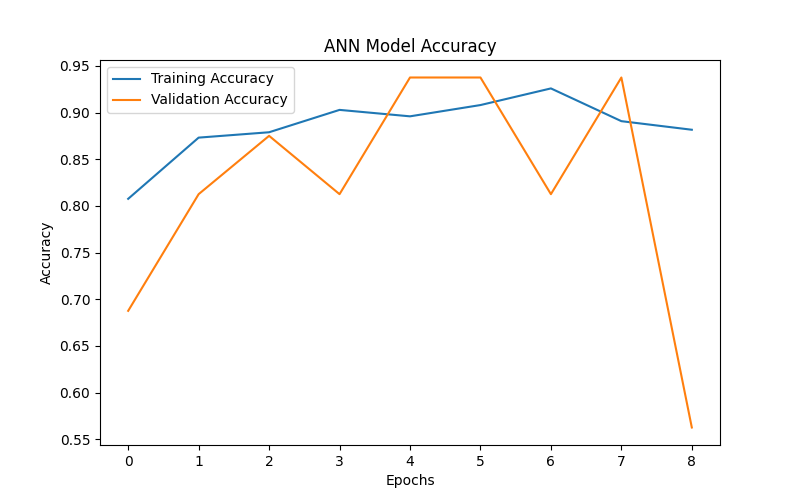 ANN Model Accuracy
Training Accuracy
Validation Accuracy
0.95
0.90
0.85
0.80
0.75
0.70
0.65
0.60
0.55
Accuracy
0 1 2 3 4 5 6 7 8
Epochs